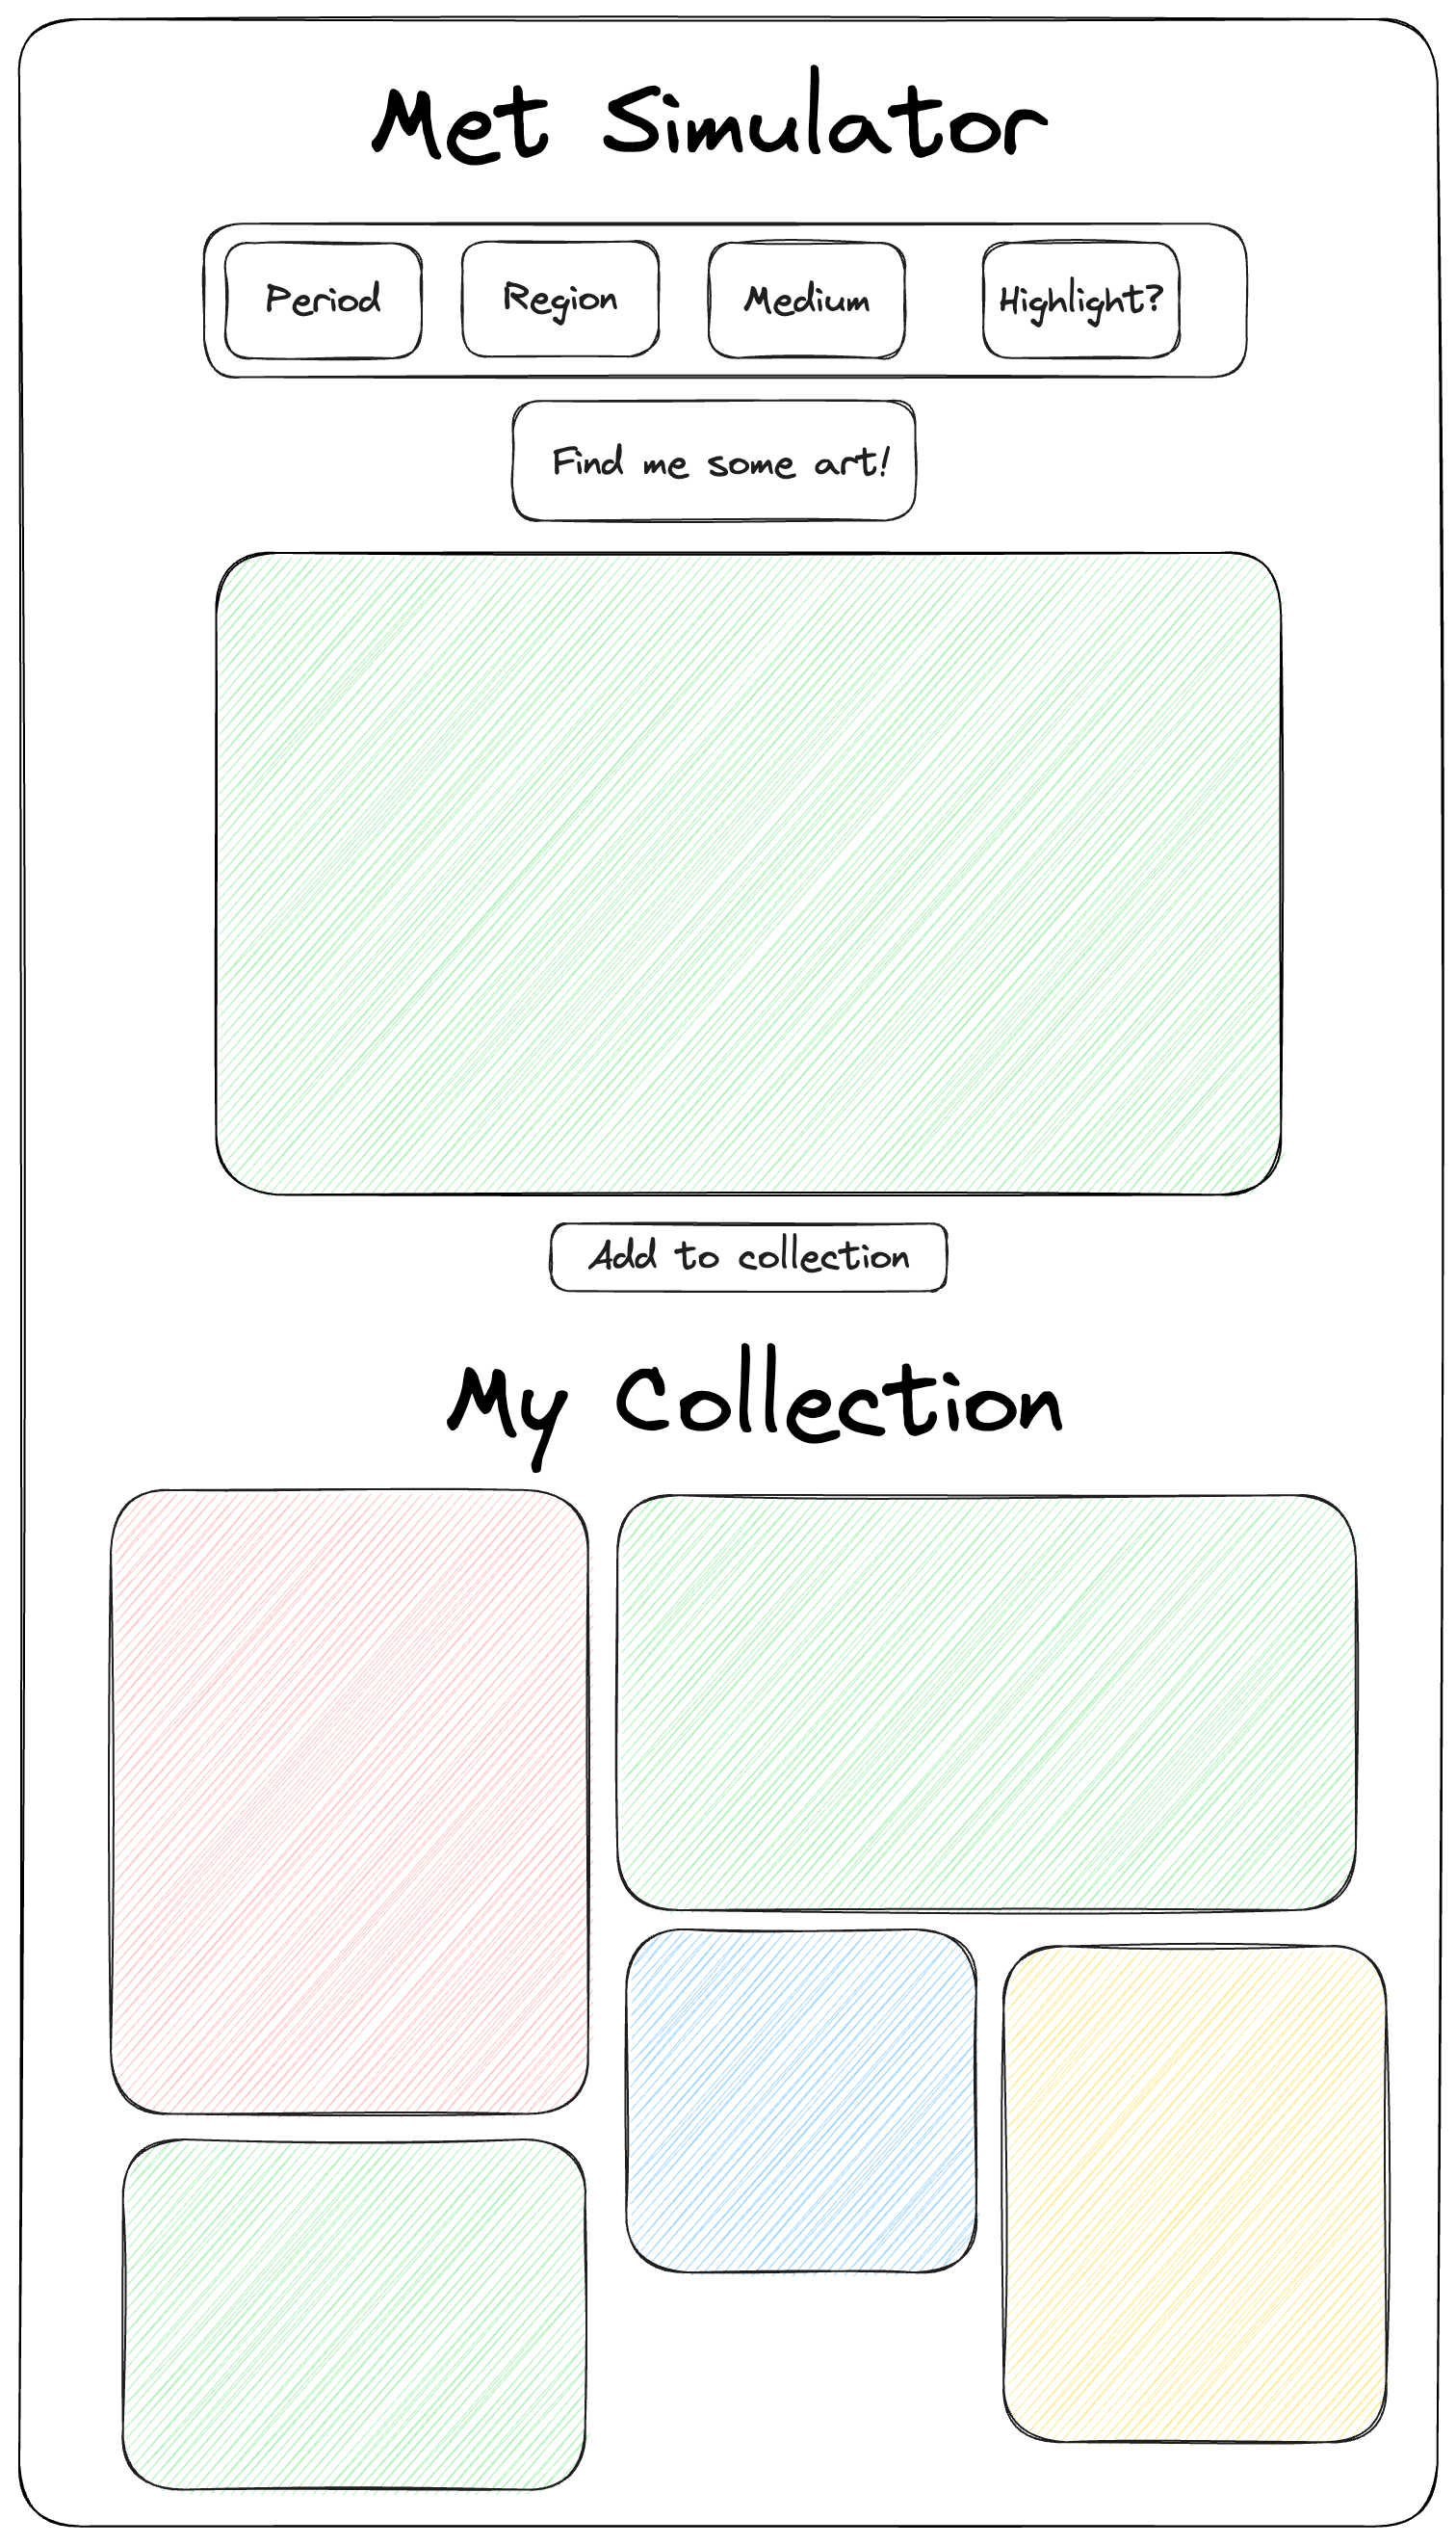 Met Simulator
Period Region Medium Highlight?
Find me some art!
Add to collection
My Collection